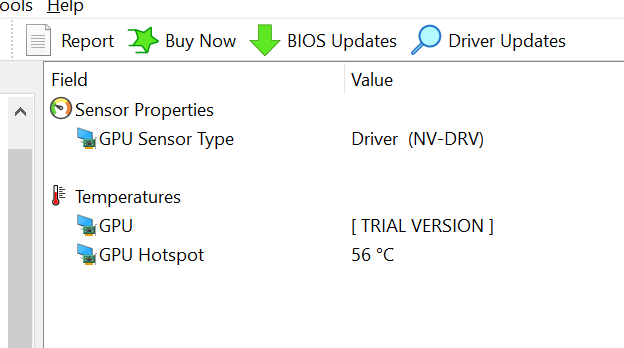 ools Help
Report Buy Now BIOS Updates Driver Updates
Field Value
Sensor Properties
GPU Sensor Type Driver (NV-DRV)
Temperatures
GPU [ TRIAL VERSION ]
GPU Hotspot 56 °C